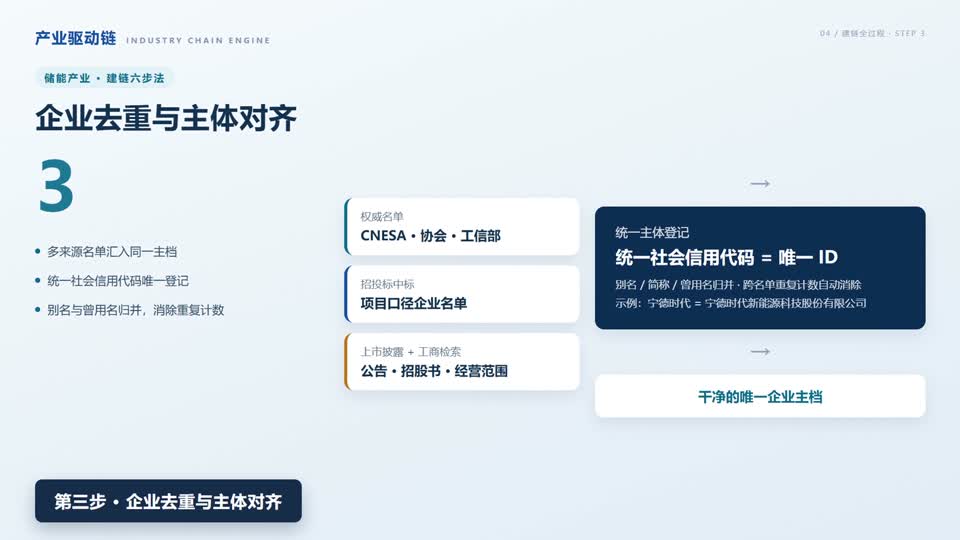 产业驱动链 INDUSTRY CHAIN ENGINE
04 / 建链全过程 · STEP 3
储能产业 • 建链六步法
企业去重与主体对齐
3
多来源名单汇入同一主档
统一社会信用代码唯一登记
别名与曾用名归并，消除重复计数
权威名单
CNESA · 协会 · 工信部
招投标中标
项目口径企业名单
上市披露 + 工商检索
公告 · 招股书 · 经营范围
→
统一主体登记
统一社会信用代码 = 唯一 ID
别名 / 简称 / 曾用名归并 · 跨名单重复计数自动消除
示例：宁德时代 = 宁德时代新能源科技股份有限公司
→
干净的唯一企业主档
第三步 · 企业去重与主体对齐